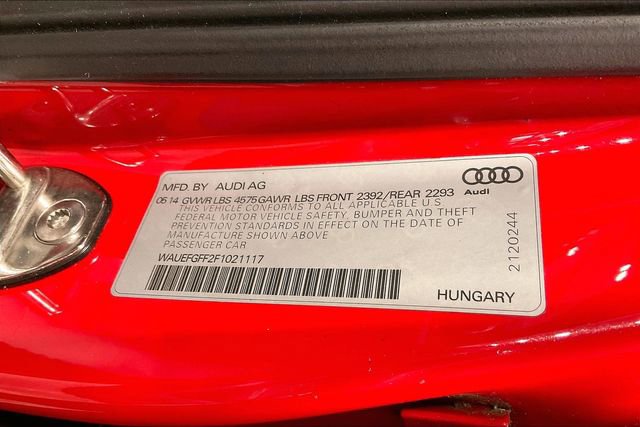 MFD. BY AUDI AG
06 14 GVWR LBS 4575 GAWR LBS FRONT 2392/REAR 2293
THIS VEHICLE CONFORMS TO ALL APPLICABLE U S
FEDERAL MOTOR VEHICLE SAFETY, BUMPER AND THEFT
PREVENTION STANDARDS IN EFFECT ON THE DATE OF
MANUFACTURE SHOWN ABOVE
PASSENGER CAR
WAUEFGFF2F1021117
Audi
2120244
HUNGARY